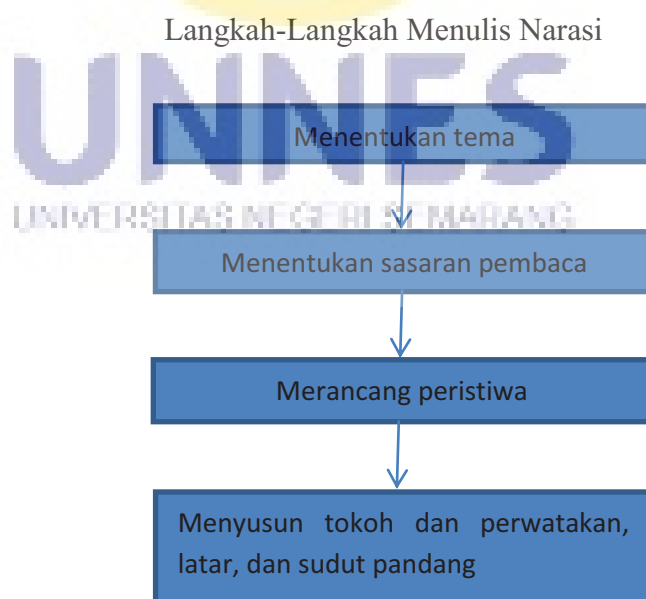 Langkah-Langkah Menulis Narasi
UNNES
Menentukan tema
UNIVERSITAS NEGERI SEMARANG
Menentukan sasaran pembaca
Merancang peristiwa
Menyusun tokoh dan perwatakan,
latar, dan sudut pandang